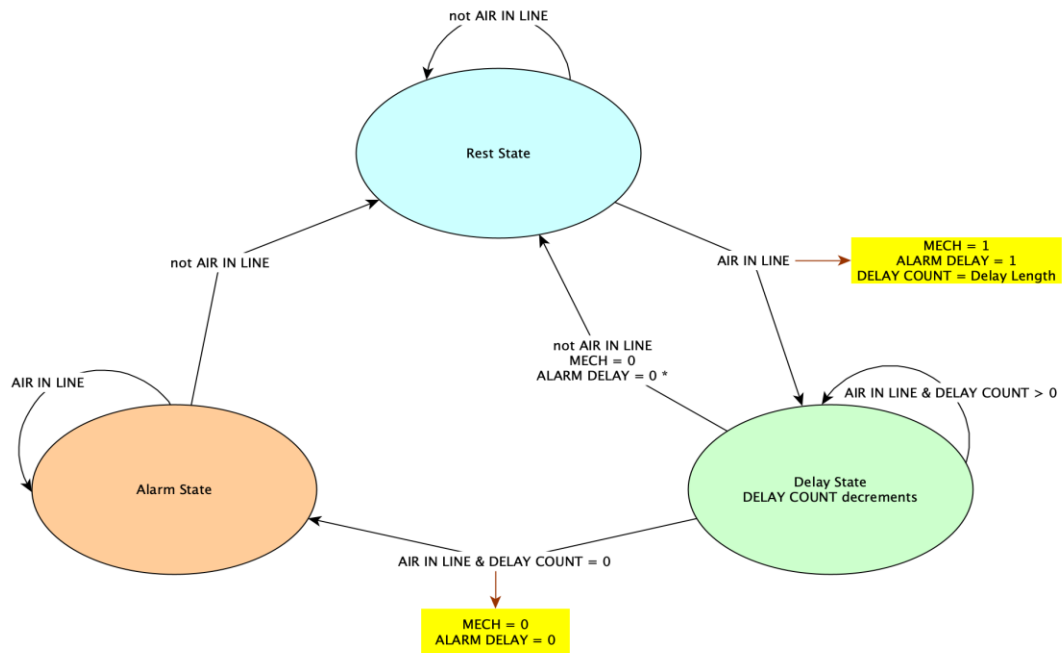 not AIR IN LINE
Rest State
not AIR IN LINE
AIR IN LINE
MECH = 1
ALARM DELAY = 1
DELAY COUNT = Delay Length
not AIR IN LINE
MECH = 0
ALARM DELAY = 0 *
AIR IN LINE
AIR IN LINE & DELAY COUNT > 0
Alarm State
Delay State
DELAY COUNT decrements
AIR IN LINE & DELAY COUNT = 0
MECH = 0
ALARM DELAY = 0